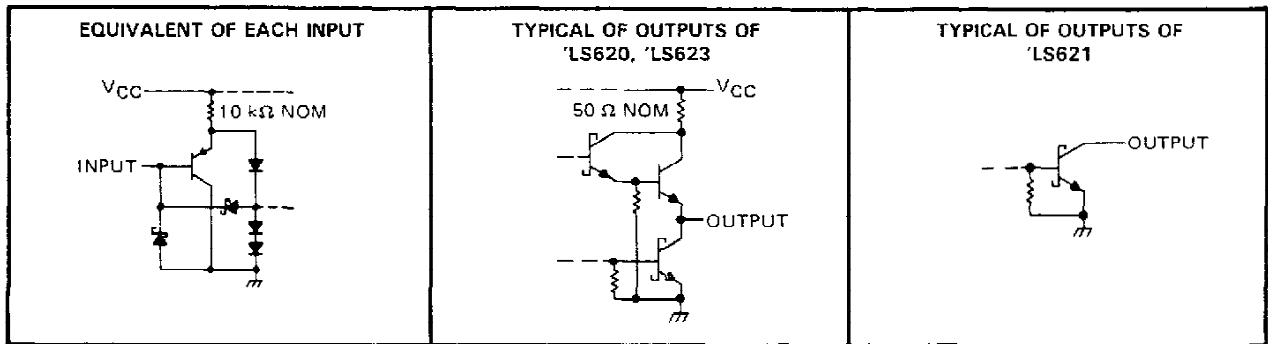 EQUIVALENT OF EACH INPUT
VCC
10 kΩ NOM
INPUT
TYPICAL OF OUTPUTS OF
'LS620, 'LS623
VCC
50 Ω NOM
OUTPUT
TYPICAL OF OUTPUTS OF
'LS621
OUTPUT